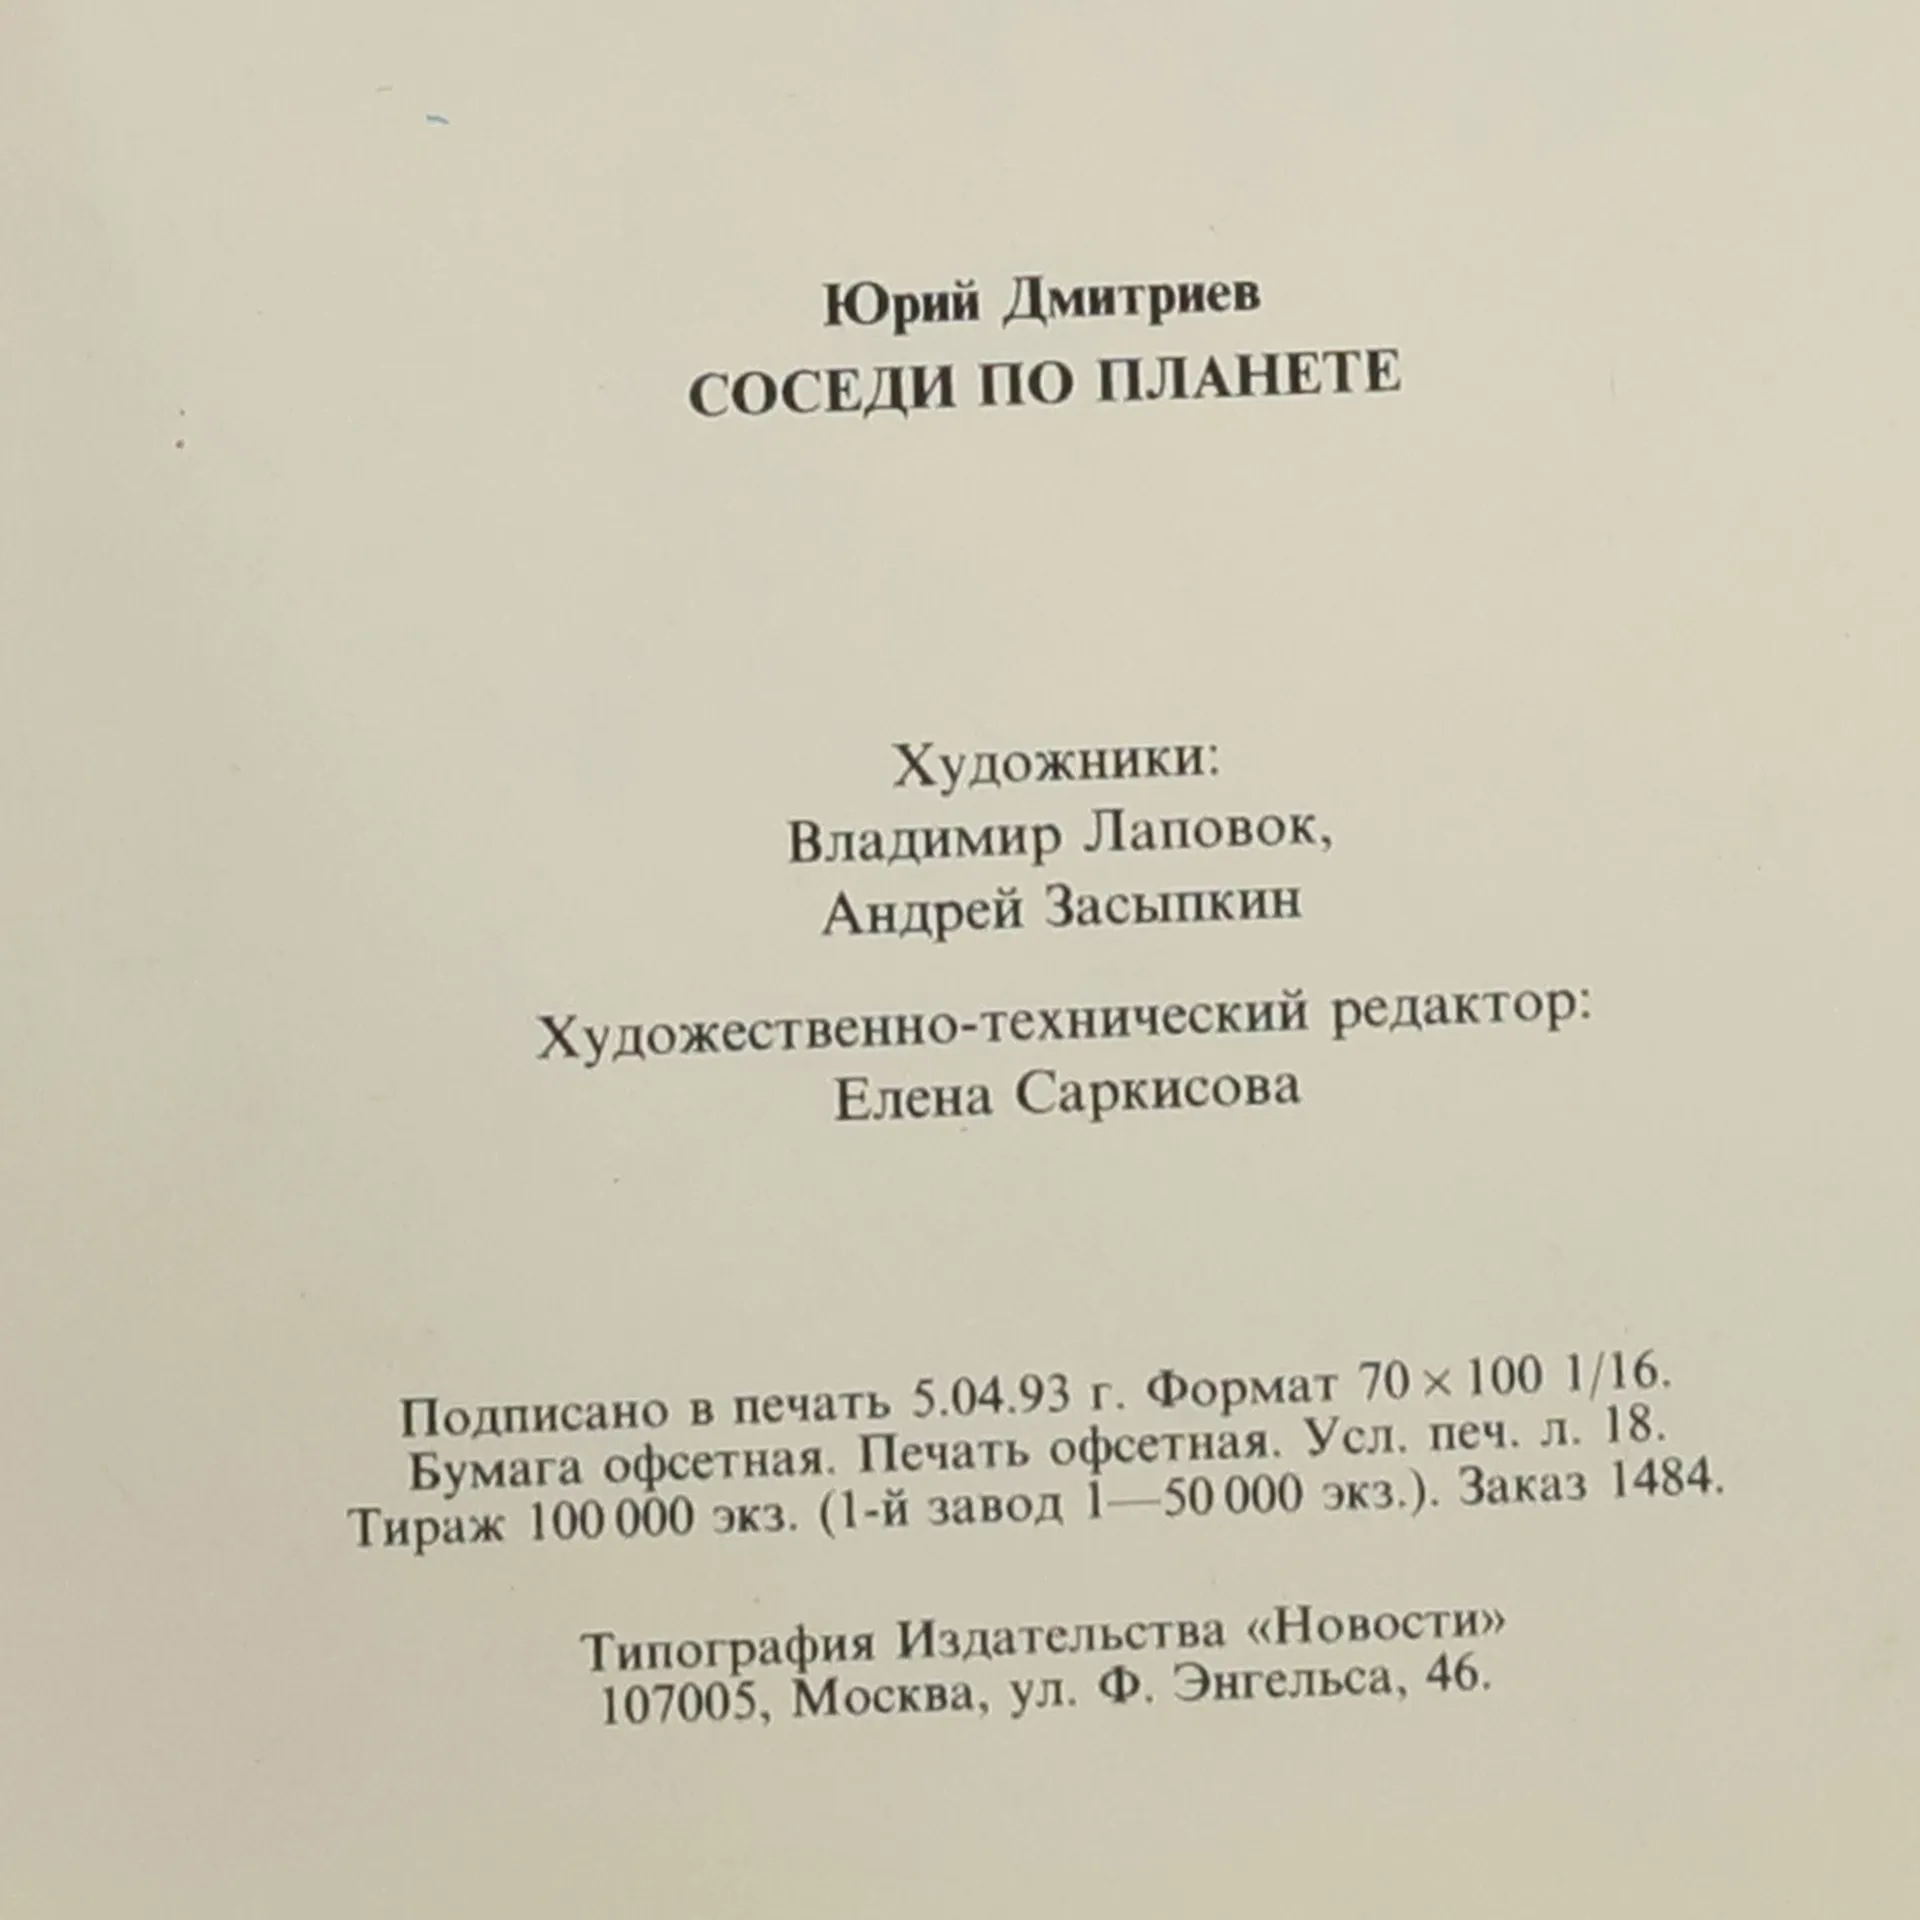 Юрий Дмитриев
СОСЕДИ ПО ПЛАНЕТЕ
Художники:
Владимир Лаповок,
Андрей Засыпкин
Художественно-технический редактор:
Елена Саркисова
Подписано в печать 5.04.93 г. Формат 70 × 100 1/16.
Бумага офсетная. Печать офсетная. Усл. печ. л. 18.
Тираж 100 000 экз. (1-й завод 1—50 000 экз.). Заказ 1484.
Типография Издательства «Новости»
107005, Москва, ул. Ф. Энгельса, 46.